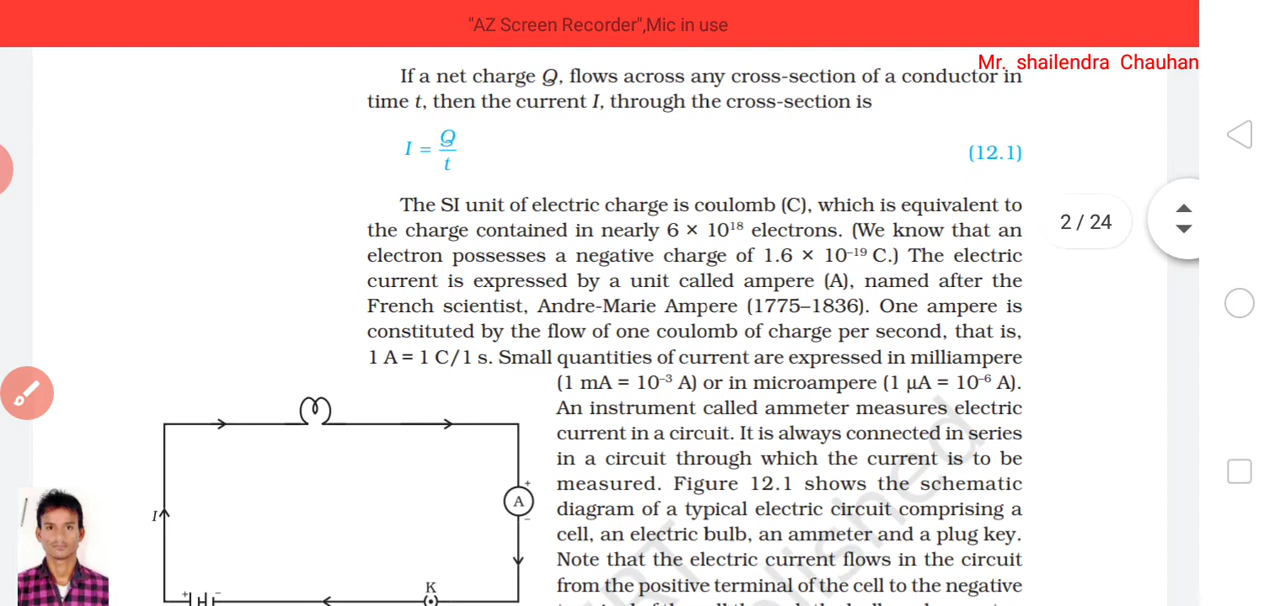 "AZ Screen Recorder",Mic in use
Mr. shailendra Chauhan
If a net charge Q, flows across any cross-section of a conductor in
time t, then the current I, through the cross-section is
I = Q/t (12.1)
The SI unit of electric charge is coulomb (C), which is equivalent to
the charge contained in nearly 6 × 10¹⁸ electrons. (We know that an
electron possesses a negative charge of 1.6 × 10⁻¹⁹ C.) The electric
current is expressed by a unit called ampere (A), named after the
French scientist, Andre-Marie Ampere (1775–1836). One ampere is
constituted by the flow of one coulomb of charge per second, that is,
1 A = 1 C/1 s. Small quantities of current are expressed in milliampere
(1 mA = 10⁻³ A) or in microampere (1 µA = 10⁻⁶ A).
An instrument called ammeter measures electric
current in a circuit. It is always connected in series
in a circuit through which the current is to be
measured. Figure 12.1 shows the schematic
diagram of a typical electric circuit comprising a
cell, an electric bulb, an ammeter and a plug key.
Note that the electric current flows in the circuit
from the positive terminal of the cell to the negative
2 / 24
+
A
−
I
K
+ −